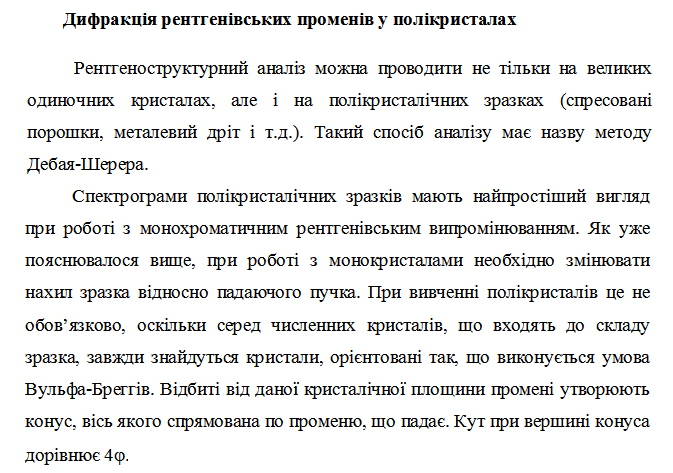 Дифракція рентгенівських променів у полікристалах
Рентгеноструктурний аналіз можна проводити не тільки на великих
одиночних кристалах, але і на полікристалічних зразках (спресовані
порошки, металевий дріт і т.д.). Такий спосіб аналізу має назву методу
Дебая-Шерера.
Спектрограми полікристалічних зразків мають найпростіший вигляд
при роботі з монохроматичним рентгенівським випромінюванням. Як уже
пояснювалося вище, при роботі з монокристалами необхідно змінювати
нахил зразка відносно падаючого пучка. При вивченні полікристалів це не
обов’язково, оскільки серед численних кристалів, що входять до складу
зразка, завжди знайдуться кристали, орієнтовані так, що виконується умова
Вульфа-Бреггів. Відбиті від даної кристалічної площини промені утворюють
конус, вісь якого спрямована по променю, що падає. Кут при вершині конуса
дорівнює 4φ.